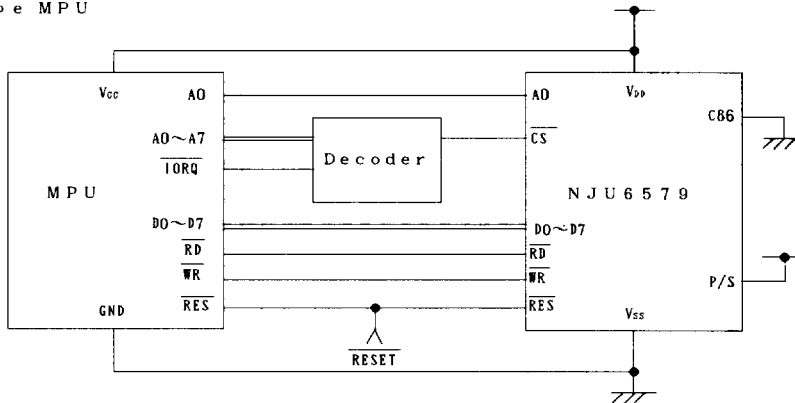 pe MPU
Vcc
A0
A0~A7
IORQ
MPU
D0~D7
RD
WR
RES
GND
Decoder
RESET
A0
VDD
C86
CS
NJU6579
D0~D7
RD
WR
P/S
RES
Vss